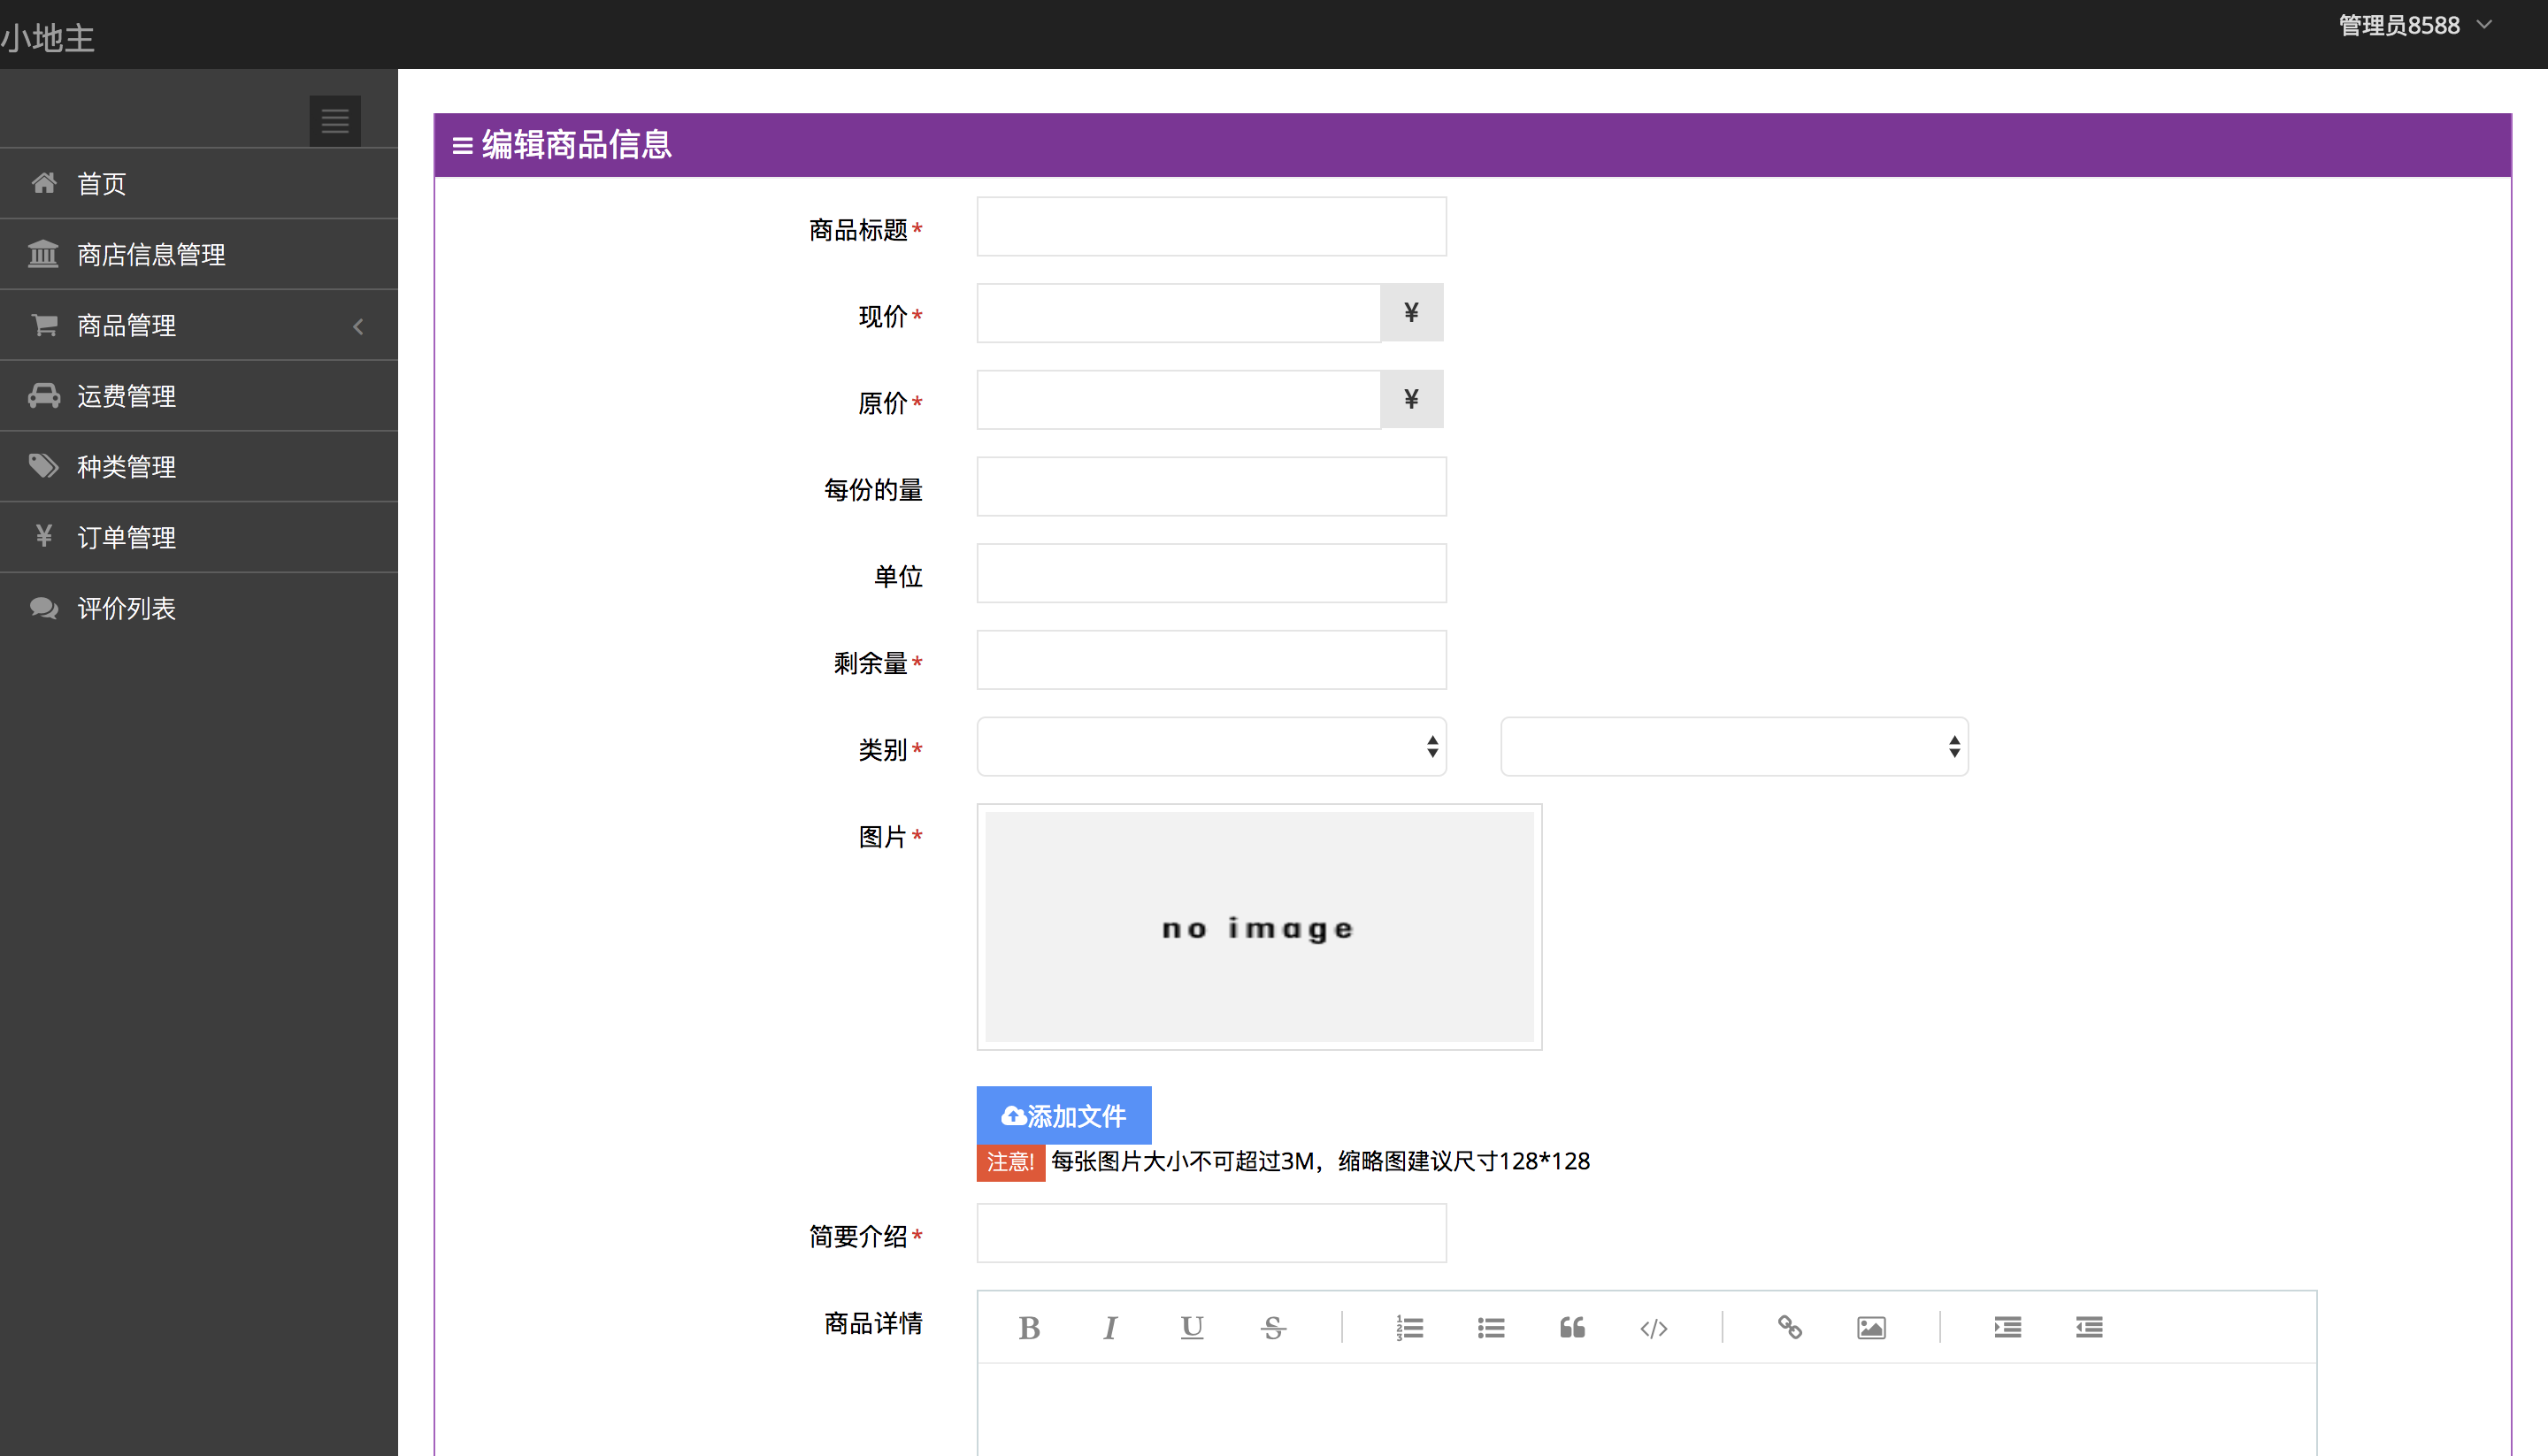 小地主
管理员8588
首页
商店信息管理
商品管理
运费管理
种类管理
¥ 订单管理
评价列表
编辑商品信息
商品标题*
现价* ¥
原价* ¥
每份的量
单位
剩余量*
类别*
图片*
no image
添加文件
注意! 每张图片大小不可超过3M，缩略图建议尺寸128*128
简要介绍*
商品详情
B I U S